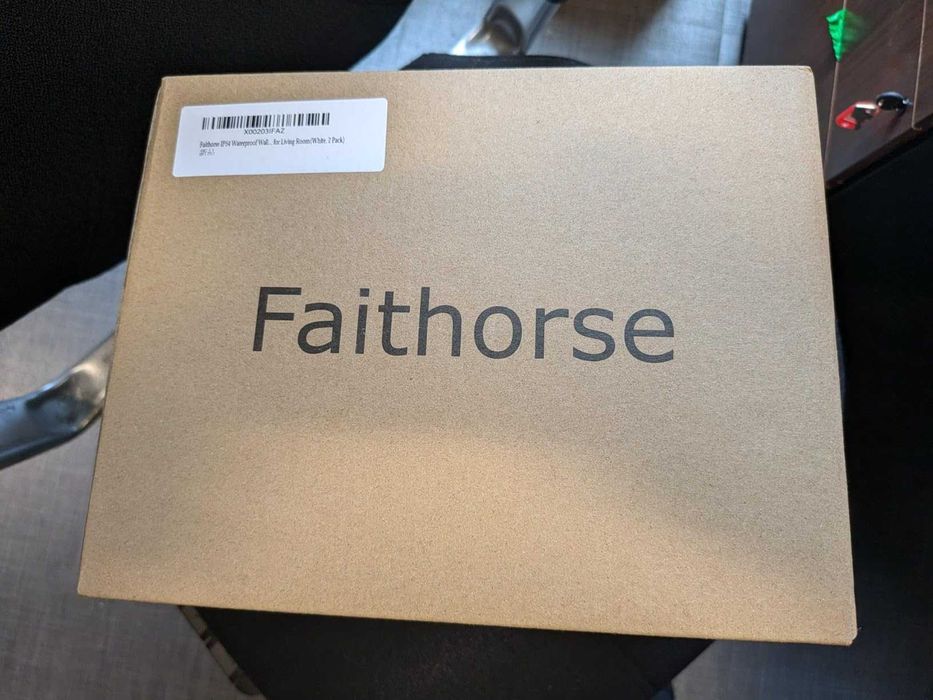 X00203IFAZ
Faithorse IP54 Waterproof Wall... for Living Room(White, 2 Pack)
Faithorse